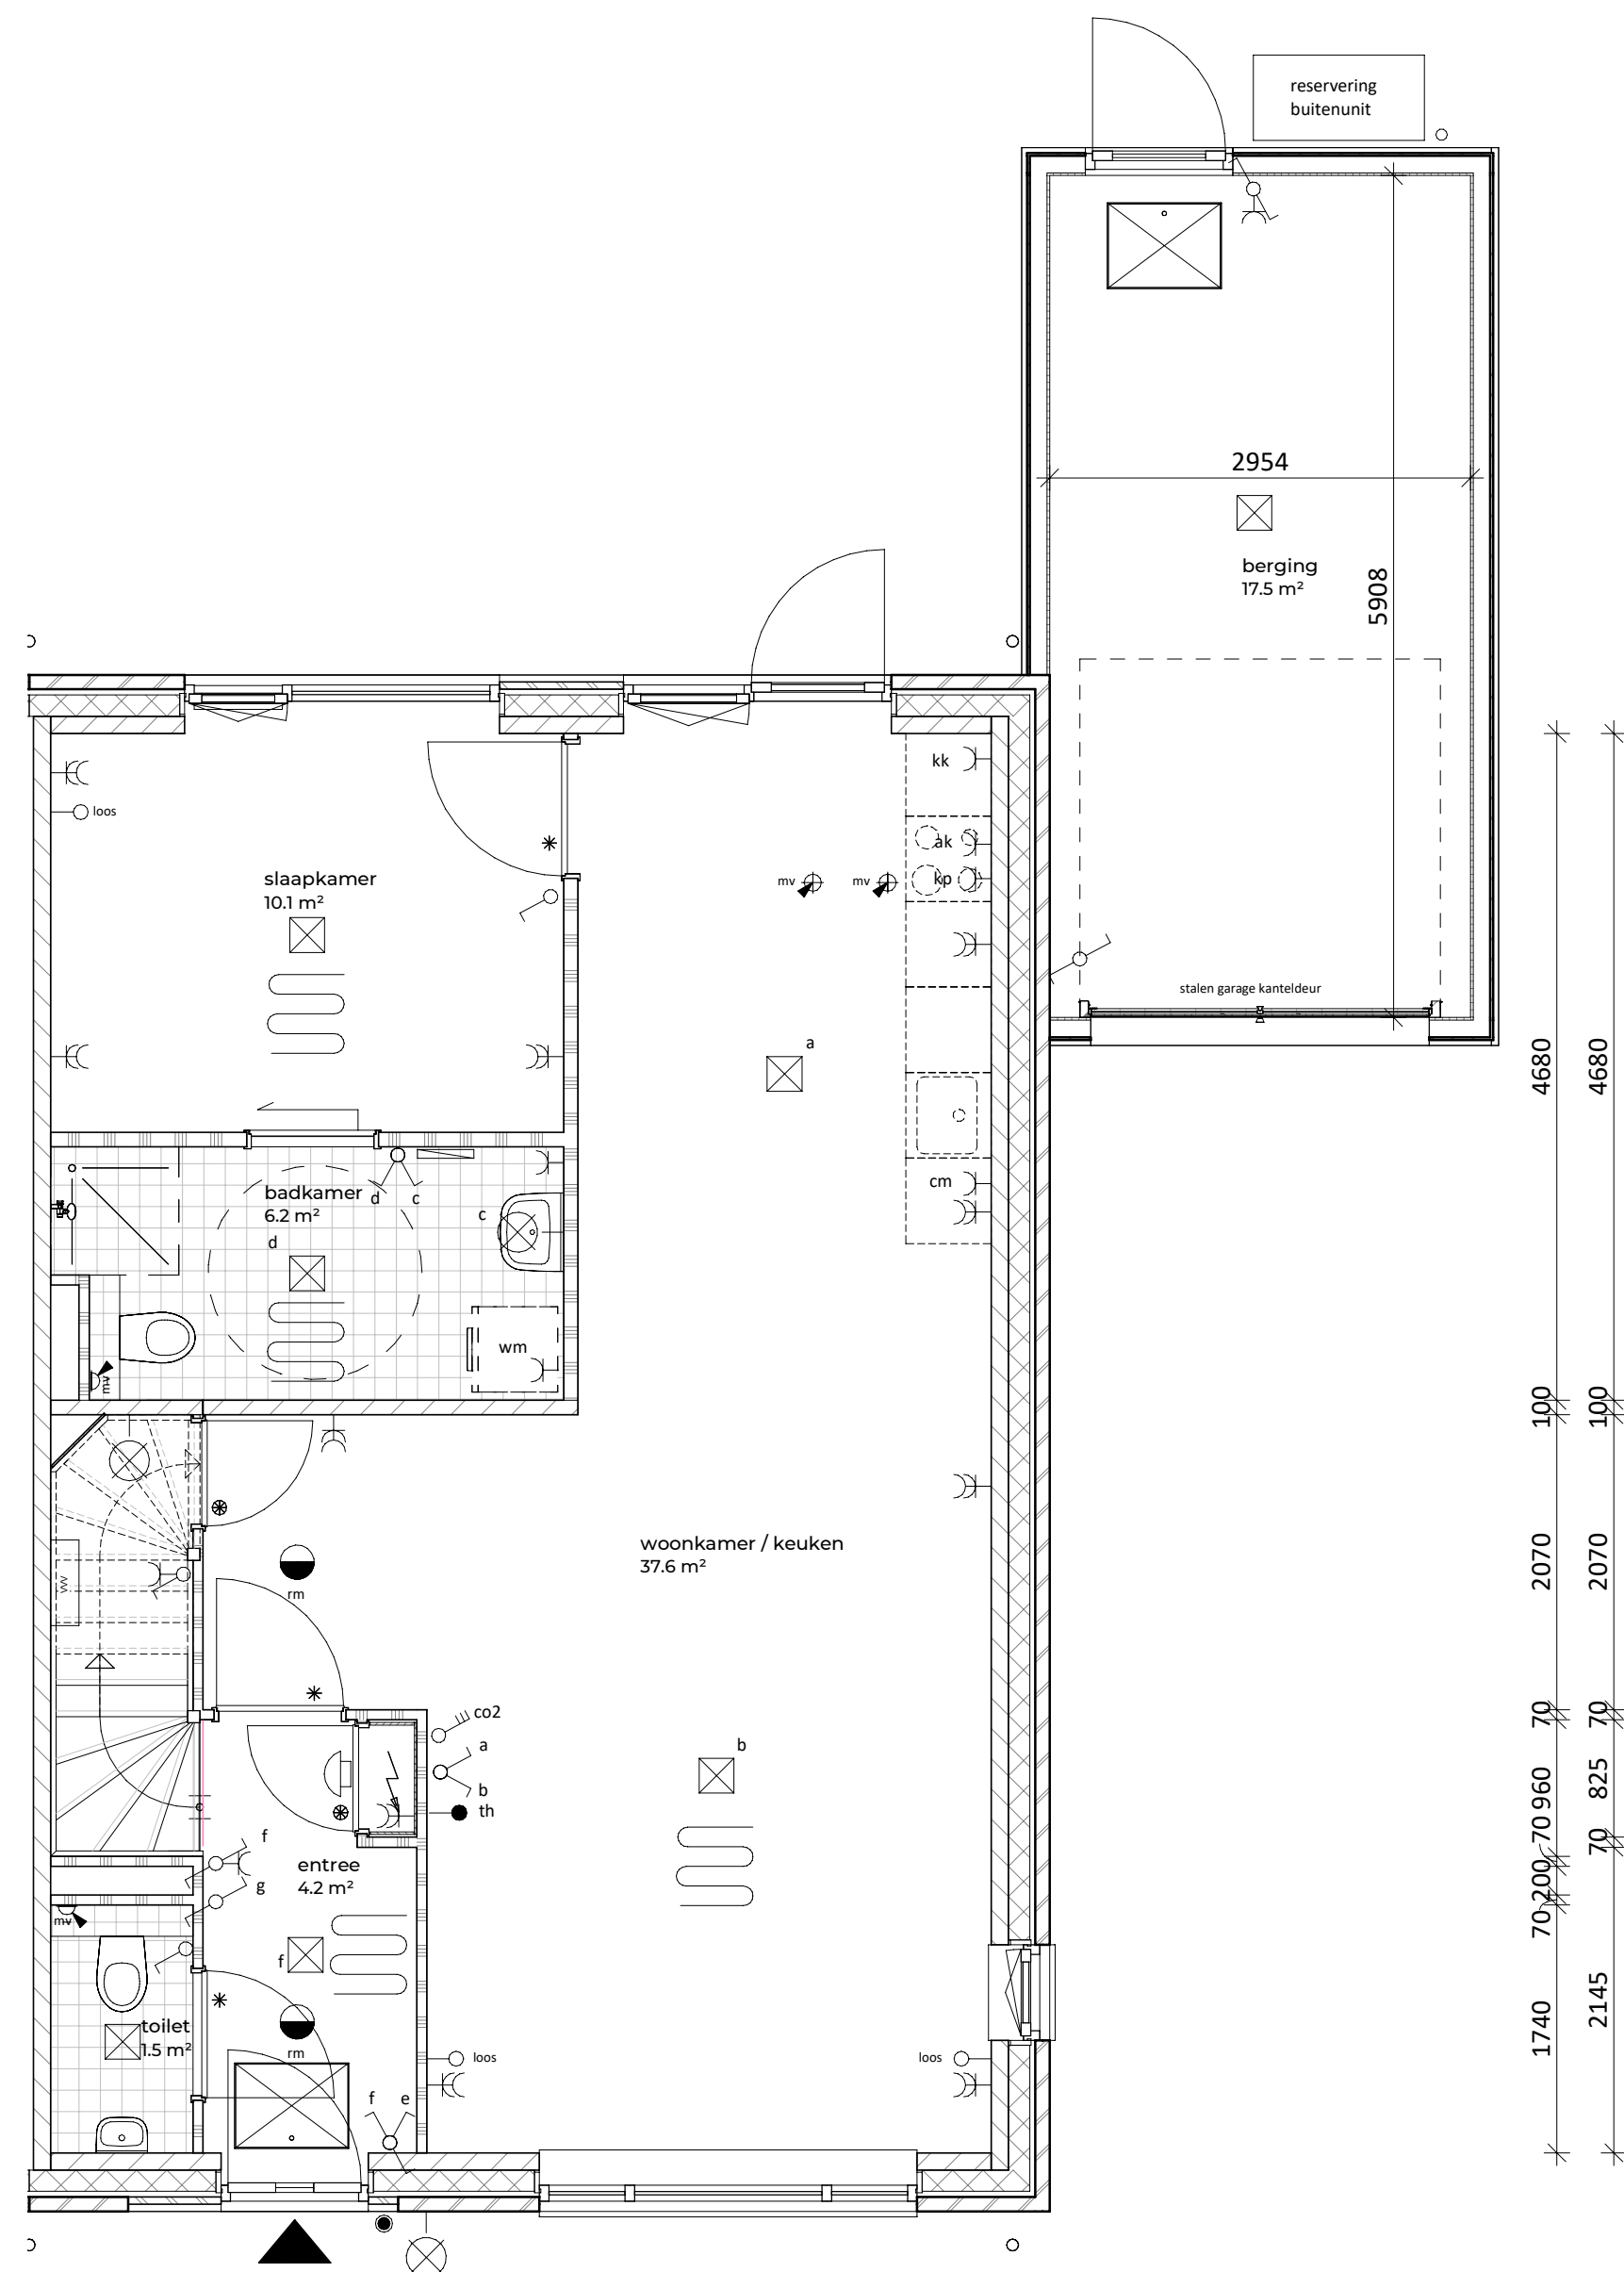 reservering
buitenunit
2954
berging
17.5 m²
5908
stalen garage kanteldeur
kk
ak
kp
mv
mv
loos
slaapkamer
10.1 m²
a
badkamer
6.2 m²
d
c
c
d
cm
wm
mv
4680
4680
100
100
woonkamer / keuken
37.6 m²
rm
2070
2070
70
70
co2
a
b
th
b
960
825
70
70
f
entree
4.2 m²
g
200
70
mv
f
toilet
1.5 m²
rm
loos
loos
1740
2145
f
e